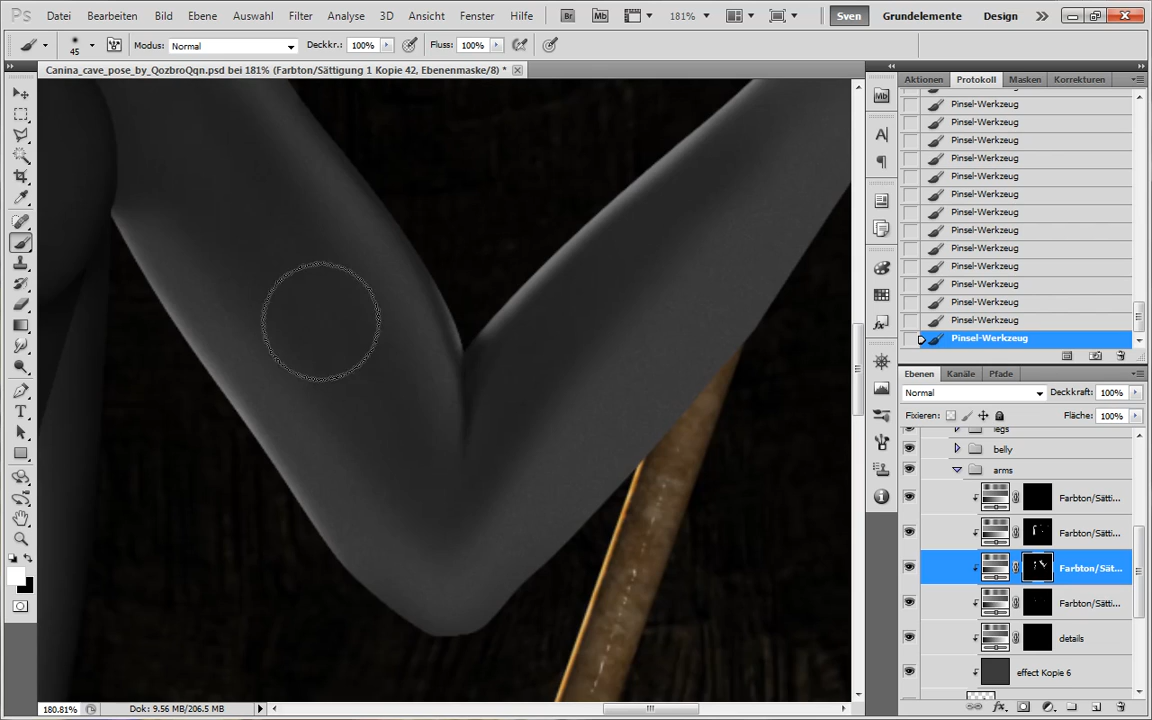 Ps Datei Bearbeiten Bild Ebene Auswahl Filter Analyse 3D Ansicht Fenster Hilfe Br Mb 181% Sven Grundelemente Design
45 Modus: Normal Deckkr.: 100% Fluss: 100%
Canina_cave_pose_by_QozbroQqn.psd bei 181% (Farbton/Sättigung 1 Kopie 42, Ebenenmaske/8) *
Aktionen Protokoll Masken Korrekturen
Pinsel-Werkzeug
Pinsel-Werkzeug
Pinsel-Werkzeug
Pinsel-Werkzeug
Pinsel-Werkzeug
Pinsel-Werkzeug
Pinsel-Werkzeug
Pinsel-Werkzeug
Pinsel-Werkzeug
Pinsel-Werkzeug
Pinsel-Werkzeug
Pinsel-Werkzeug
Pinsel-Werkzeug
Pinsel-Werkzeug
Ebenen Kanäle Pfade
Normal Deckkraft: 100%
Fixieren: Fläche: 100%
legs
belly
arms
Farbton/Sätti...
Farbton/Sätti...
Farbton/Sät...
Farbton/Sätti...
details
effect Kopie 6
180.81% Dok: 9.56 MB/206.5 MB